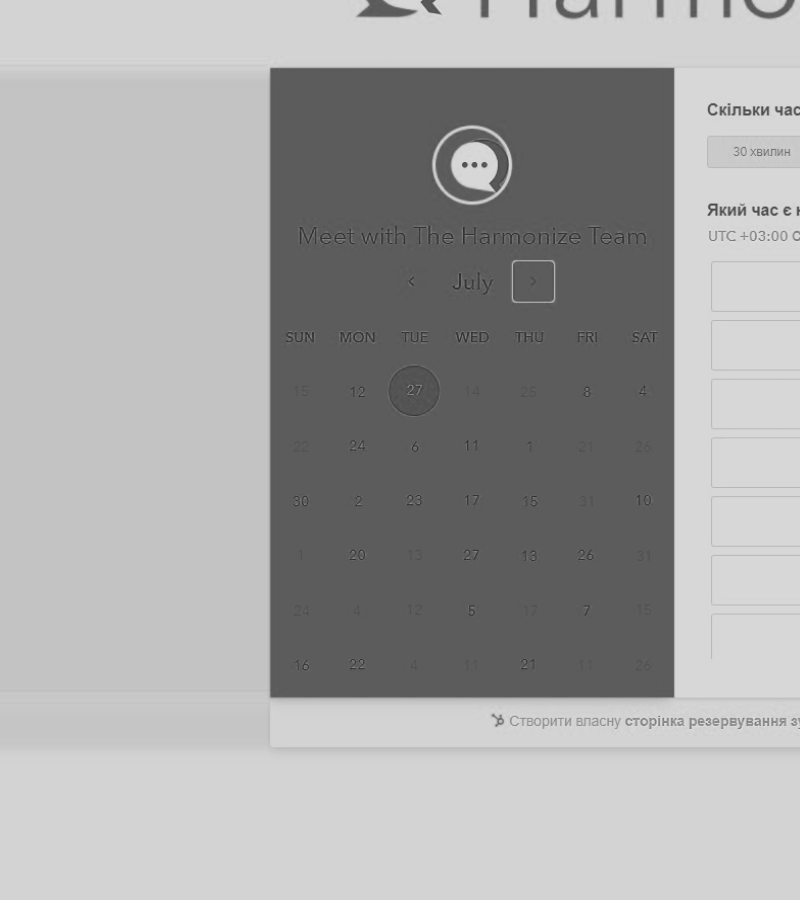 Harmo
Скільки час
30 хвилин
Meet with The Harmonize Team
Який час є
UTC +03:00
July
SUN MON TUE WED THU FRI SAT
15 12 27 14 25 8 4
22 24 6 11 1 21 26
30 2 23 17 15 31 10
1 20 13 27 13 26 31
24 4 12 5 17 7 15
16 22 4 11 21 11 26
Створити власну сторінка резервування